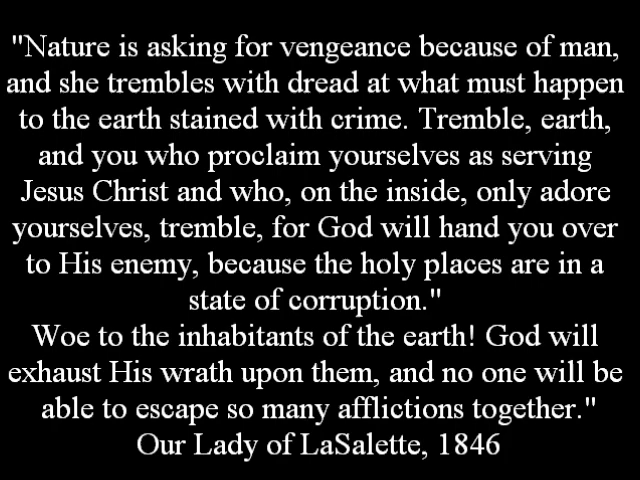 "Nature is asking for vengeance because of man,
and she trembles with dread at what must happen
to the earth stained with crime. Tremble, earth,
and you who proclaim yourselves as serving
Jesus Christ and who, on the inside, only adore
yourselves, tremble, for God will hand you over
to His enemy, because the holy places are in a
state of corruption."
Woe to the inhabitants of the earth! God will
exhaust His wrath upon them, and no one will be
able to escape so many afflictions together."
Our Lady of LaSalette, 1846